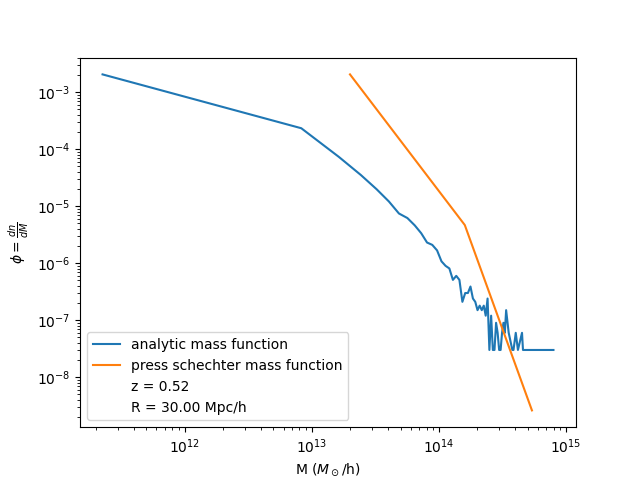 10⁻³
10⁻⁴
10⁻⁵
10⁻⁶
10⁻⁷
10⁻⁸
ϕ = dn/dM
analytic mass function
press schechter mass function
z = 0.52
R = 30.00 Mpc/h
10¹²
10¹³
10¹⁴
10¹⁵
M (M⊙/h)